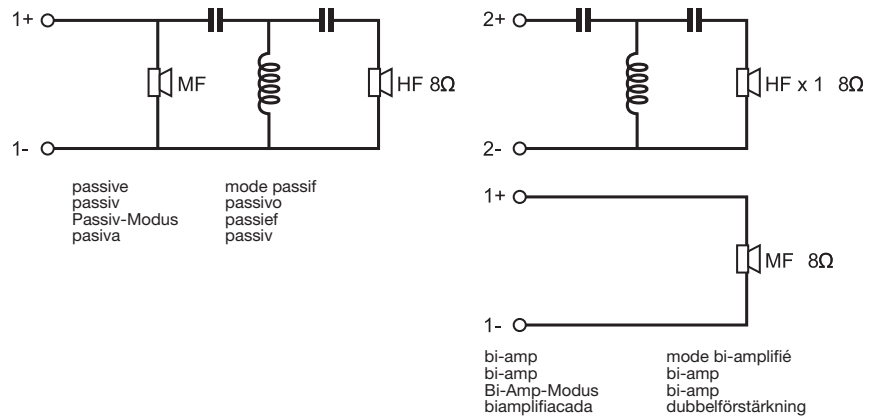 1+
MF
HF 8Ω
1-
passive
passiv
Passiv-Modus
pasiva
mode passif
passivo
passief
passiv
2+
HF x 1 8Ω
2-
1+
MF 8Ω
1-
bi-amp
bi-amp
Bi-Amp-Modus
biamplifiacada
mode bi-amplifié
bi-amp
bi-amp
dubbelförstärkning